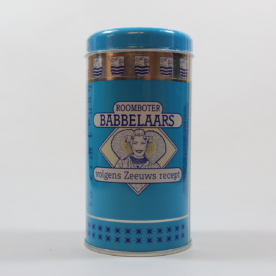 ROOMBOTER
BABBELAARS
volgens Zeeuws recept